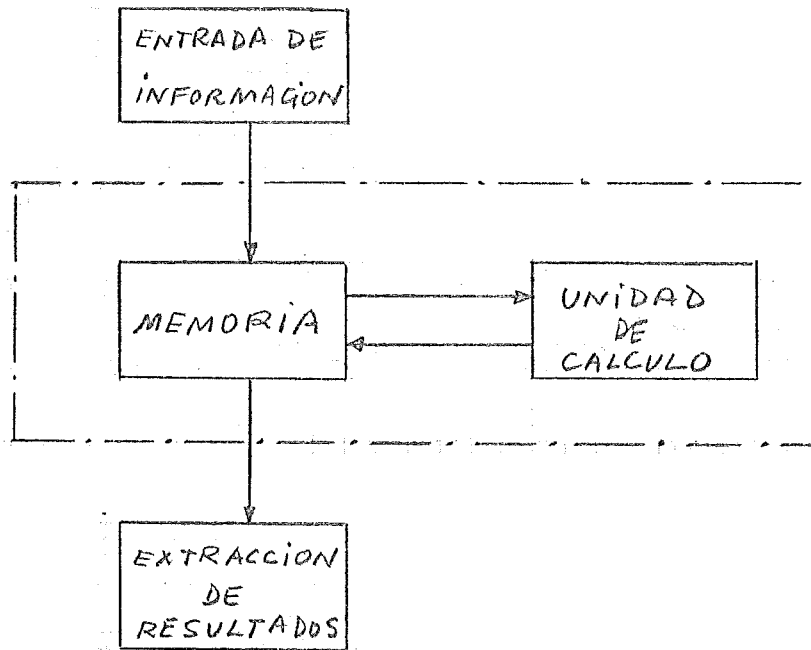 ENTRADA DE
INFORMACION
MEMORIA
UNIDAD
DE
CALCULO
EXTRACCION
DE
RESULTADOS